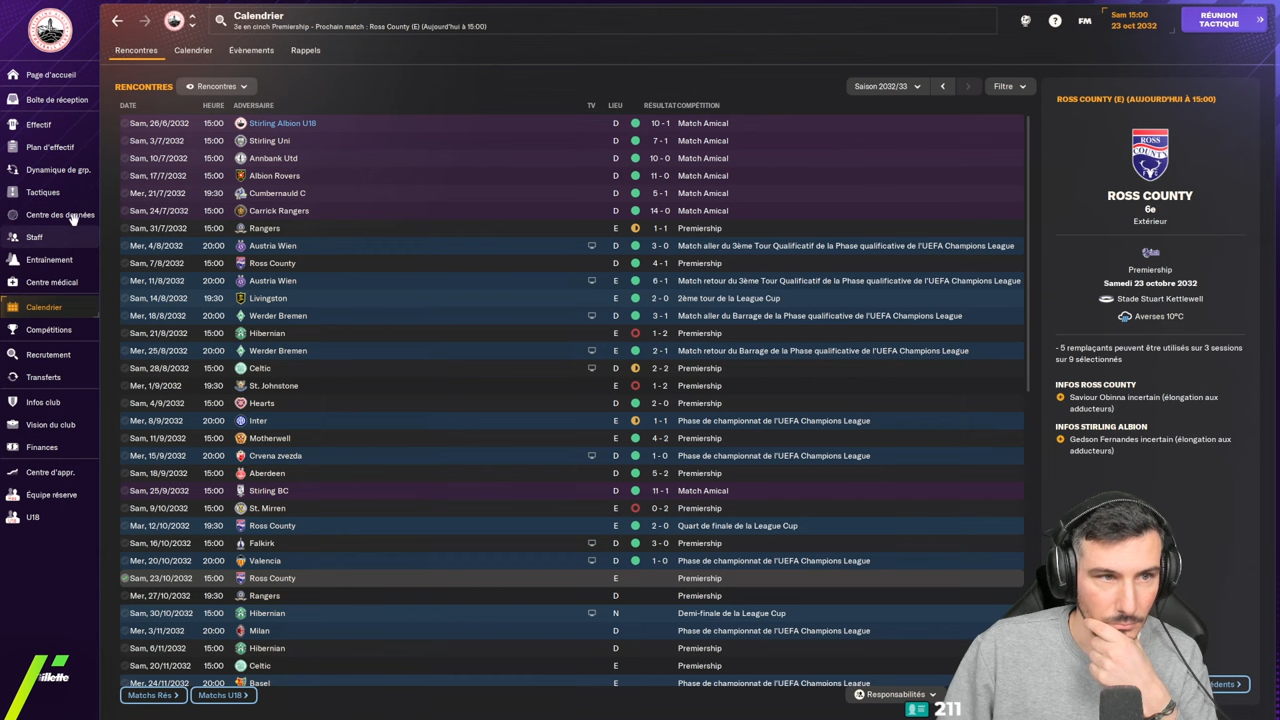 Calendrier
3e en cinch Premiership - Prochain match : Ross County (E) (Aujourd'hui à 15:00)
FM
Sam 15:00
23 oct 2032
RÉUNION
TACTIQUE
Rencontres Calendrier Évènements Rappels
Page d'accueil
Boîte de réception
Effectif
Plan d'effectif
Dynamique de grp.
Tactiques
Centre des données
Staff
Entraînement
Centre médical
Calendrier
Compétitions
Recrutement
Transferts
Infos club
Vision du club
Finances
Centre d'appr.
Équipe réserve
U18
RENCONTRES Rencontres Saison 2032/33 Filtre
DATE HEURE ADVERSAIRE TV LIEU RÉSULTAT COMPÉTITION
Sam, 26/6/2032 15:00 Stirling Albion U18 D 10 - 1 Match Amical
Sam, 3/7/2032 15:00 Stirling Uni D 7 - 1 Match Amical
Sam, 10/7/2032 15:00 Annbank Utd D 10 - 0 Match Amical
Sam, 17/7/2032 15:00 Albion Rovers D 11 - 0 Match Amical
Mer, 21/7/2032 19:30 Cumbernauld C D 5 - 1 Match Amical
Sam, 24/7/2032 15:00 Carrick Rangers D 14 - 0 Match Amical
Sam, 31/7/2032 15:00 Rangers E 1 - 1 Premiership
Mer, 4/8/2032 20:00 Austria Wien D 3 - 0 Match aller du 3ème Tour Qualificatif de la Phase qualificative de l'UEFA Champions League
Sam, 7/8/2032 15:00 Ross County D 4 - 1 Premiership
Mer, 11/8/2032 20:00 Austria Wien E 6 - 1 Match retour du 3ème Tour Qualificatif de la Phase qualificative de l'UEFA Champions League
Sam, 14/8/2032 19:30 Livingston E 2 - 0 2ème tour de la League Cup
Mer, 18/8/2032 20:00 Werder Bremen D 3 - 1 Match aller du Barrage de la Phase qualificative de l'UEFA Champions League
Sam, 21/8/2032 15:00 Hibernian E 1 - 2 Premiership
Mer, 25/8/2032 20:00 Werder Bremen E 2 - 1 Match retour du Barrage de la Phase qualificative de l'UEFA Champions League
Sam, 28/8/2032 15:00 Celtic D 2 - 2 Premiership
Mer, 1/9/2032 19:30 St. Johnstone E 1 - 2 Premiership
Sam, 4/9/2032 15:00 Hearts D 2 - 0 Premiership
Mer, 8/9/2032 20:00 Inter E 1 - 1 Phase de championnat de l'UEFA Champions League
Sam, 11/9/2032 15:00 Motherwell E 4 - 2 Premiership
Mer, 15/9/2032 20:00 Crvena zvezda D 1 - 0 Phase de championnat de l'UEFA Champions League
Sam, 18/9/2032 15:00 Aberdeen D 5 - 2 Premiership
Sam, 25/9/2032 15:00 Stirling BC D 11 - 1 Match Amical
Sam, 9/10/2032 15:00 St. Mirren E 0 - 2 Premiership
Mar, 12/10/2032 19:30 Ross County E 2 - 0 Quart de finale de la League Cup
Sam, 16/10/2032 15:00 Falkirk D 3 - 0 Premiership
Mer, 20/10/2032 20:00 Valencia D 1 - 0 Phase de championnat de l'UEFA Champions League
Sam, 23/10/2032 15:00 Ross County E Premiership
Mer, 27/10/2032 19:30 Rangers D Premiership
Sam, 30/10/2032 15:00 Hibernian N Demi-finale de la League Cup
Mer, 3/11/2032 20:00 Milan D Phase de championnat de l'UEFA Champions League
Sam, 6/11/2032 15:00 Hibernian D Premiership
Sam, 20/11/2032 15:00 Celtic E Premiership
Mer, 24/11/2032 20:00 Basel E Phase de championnat de l'UEFA Champions League
Matchs Rés Matchs U18 Responsabilités
211
ROSS COUNTY (E) (AUJOURD'HUI À 15:00)
ROSS
COUNTY
ROSS COUNTY
6e
Extérieur
Premiership
Samedi 23 octobre 2032
Stade Stuart Kettlewell
Averses 10°C
- 5 remplaçants peuvent être utilisés sur 3 sessions
sur 9 sélectionnés
INFOS ROSS COUNTY
Saviour Obinna incertain (élongation aux
adducteurs)
INFOS STIRLING ALBION
Gedson Fernandes incertain (élongation aux
adducteurs)